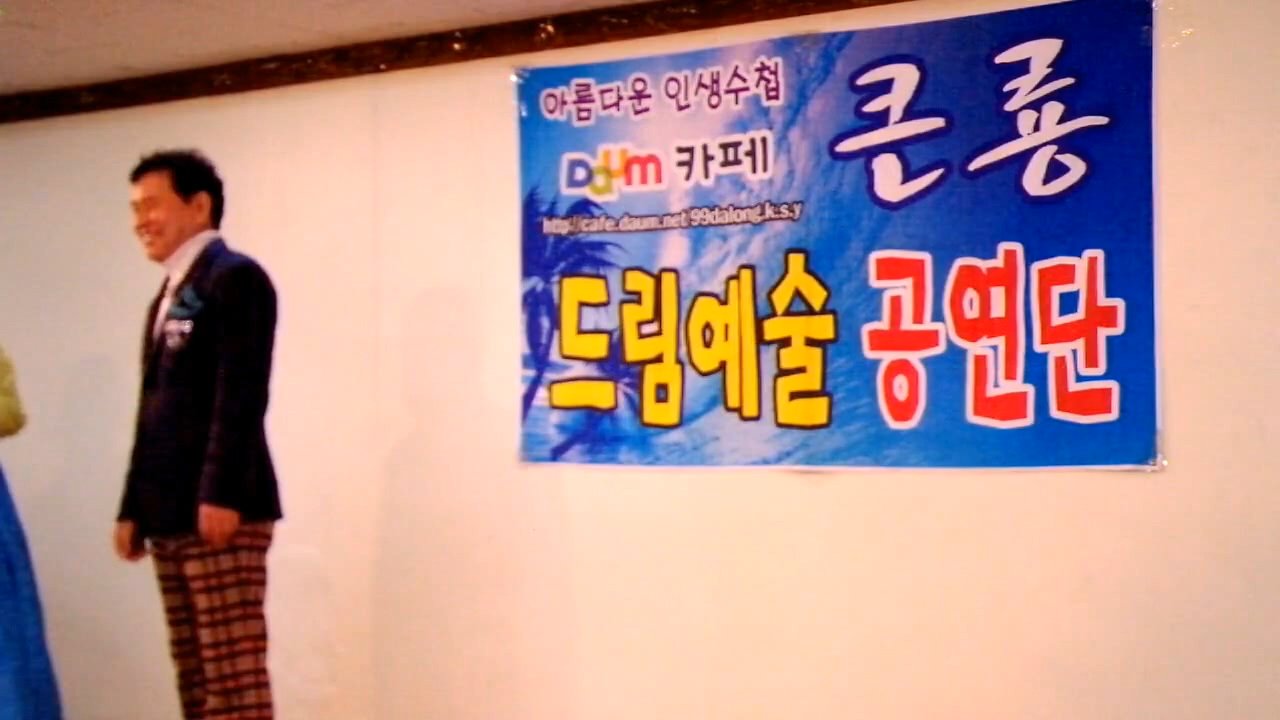 아름다운 인생수첩
Daum 카페
http://cafe.daum.net/99dalong.k.s.y
큰 룡
드림예술 공연단